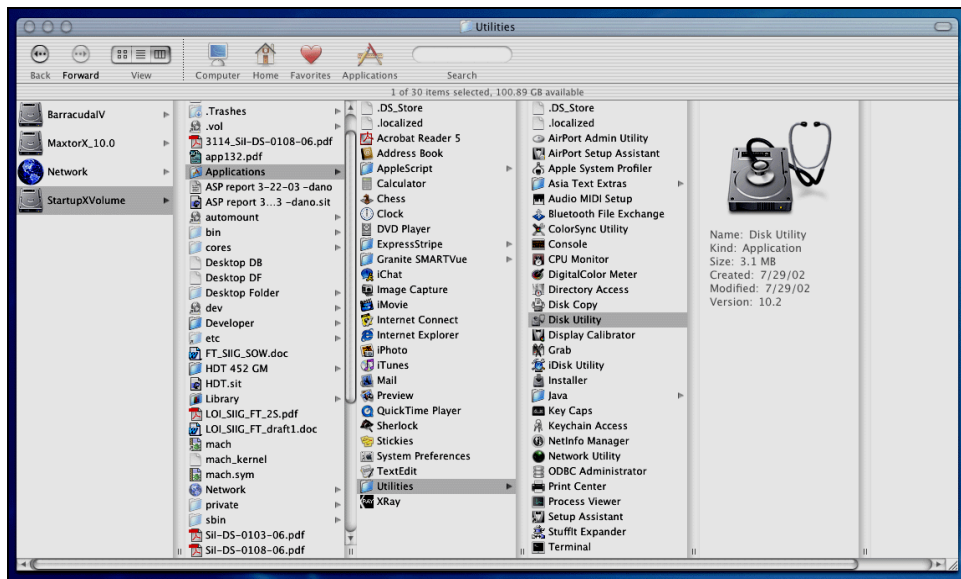 Utilities
Back Forward View Computer Home Favorites Applications Search
1 of 30 items selected, 100.89 GB available
BarracudaIV
MaxtorX_10.0
Network
StartupXVolume
.Trashes
.vol
3114_SiI-DS-0108-06.pdf
app132.pdf
Applications
ASP report 3-22-03 -dano
ASP report 3...3 -dano.sit
automount
bin
cores
Desktop DB
Desktop DF
Desktop Folder
dev
Developer
etc
FT_SIIG_SOW.doc
HDT 452 GM
HDT.sit
Library
LOI_SIIG_FT_2S.pdf
LOI_SIIG_FT_draft1.doc
mach
mach_kernel
mach.sym
Network
private
sbin
SiI-DS-0103-06.pdf
SiI-DS-0108-06.pdf
.DS_Store
.localized
Acrobat Reader 5
Address Book
AppleScript
Calculator
Chess
Clock
DVD Player
ExpressStripe
Granite SMARTVue
iChat
Image Capture
iMovie
Internet Connect
Internet Explorer
iPhoto
iTunes
Mail
Preview
QuickTime Player
Sherlock
Stickies
System Preferences
TextEdit
Utilities
XRay
.DS_Store
.localized
AirPort Admin Utility
AirPort Setup Assistant
Apple System Profiler
Asia Text Extras
Audio MIDI Setup
Bluetooth File Exchange
ColorSync Utility
Console
CPU Monitor
DigitalColor Meter
Directory Access
Disk Copy
Disk Utility
Display Calibrator
Grab
iDisk Utility
Installer
Java
Key Caps
Keychain Access
NetInfo Manager
Network Utility
ODBC Administrator
Print Center
Process Viewer
Setup Assistant
StuffIt Expander
Terminal
Name: Disk Utility
Kind: Application
Size: 3.1 MB
Created: 7/29/02
Modified: 7/29/02
Version: 10.2